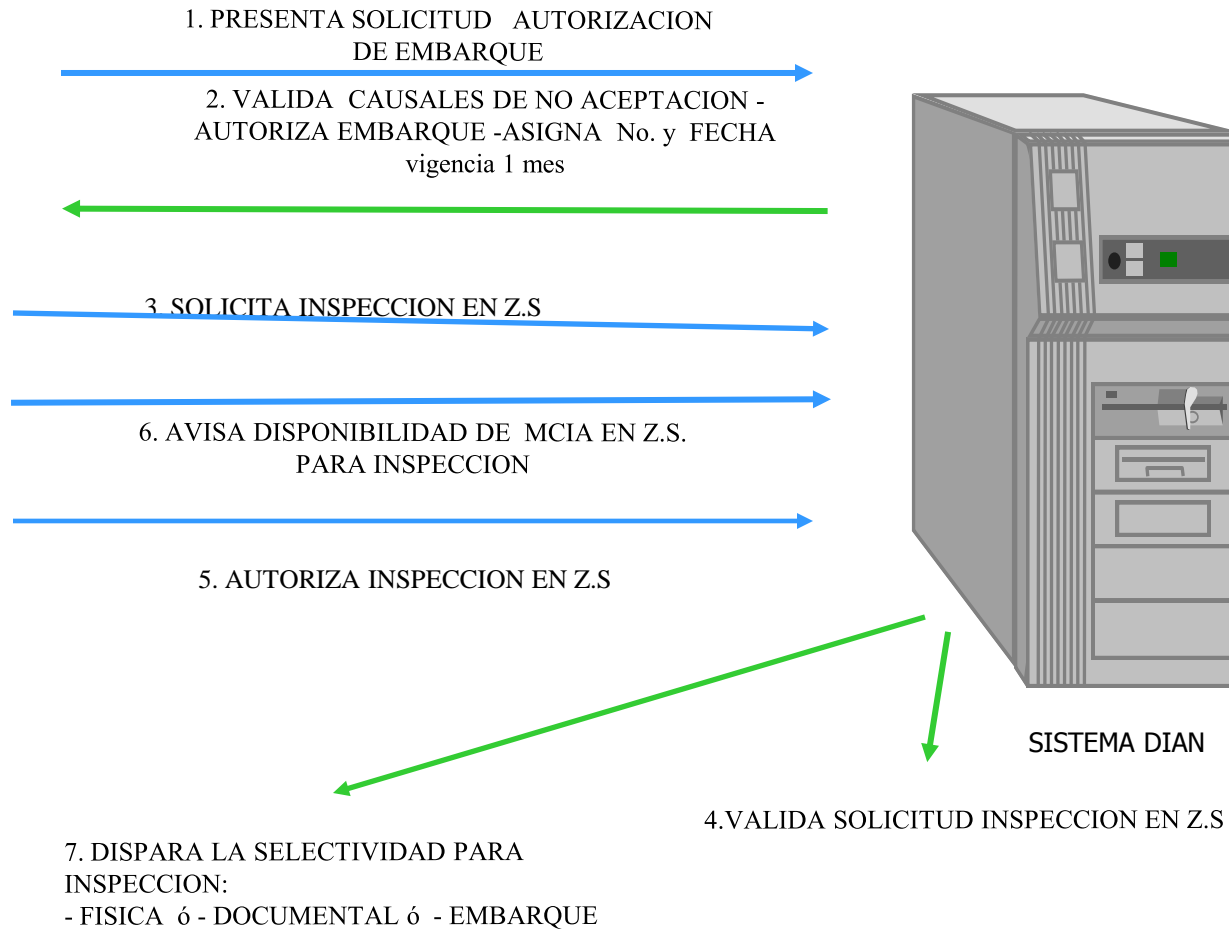 1. PRESENTA SOLICITUD AUTORIZACION
DE EMBARQUE
2. VALIDA CAUSALES DE NO ACEPTACION -
AUTORIZA EMBARQUE -ASIGNA No. y FECHA
vigencia 1 mes
3. SOLICITA INSPECCION EN Z.S
6. AVISA DISPONIBILIDAD DE MCIA EN Z.S.
PARA INSPECCION
5. AUTORIZA INSPECCION EN Z.S
SISTEMA DIAN
4.VALIDA SOLICITUD INSPECCION EN Z.S
7. DISPARA LA SELECTIVIDAD PARA
INSPECCION:
- FISICA ó - DOCUMENTAL ó - EMBARQUE